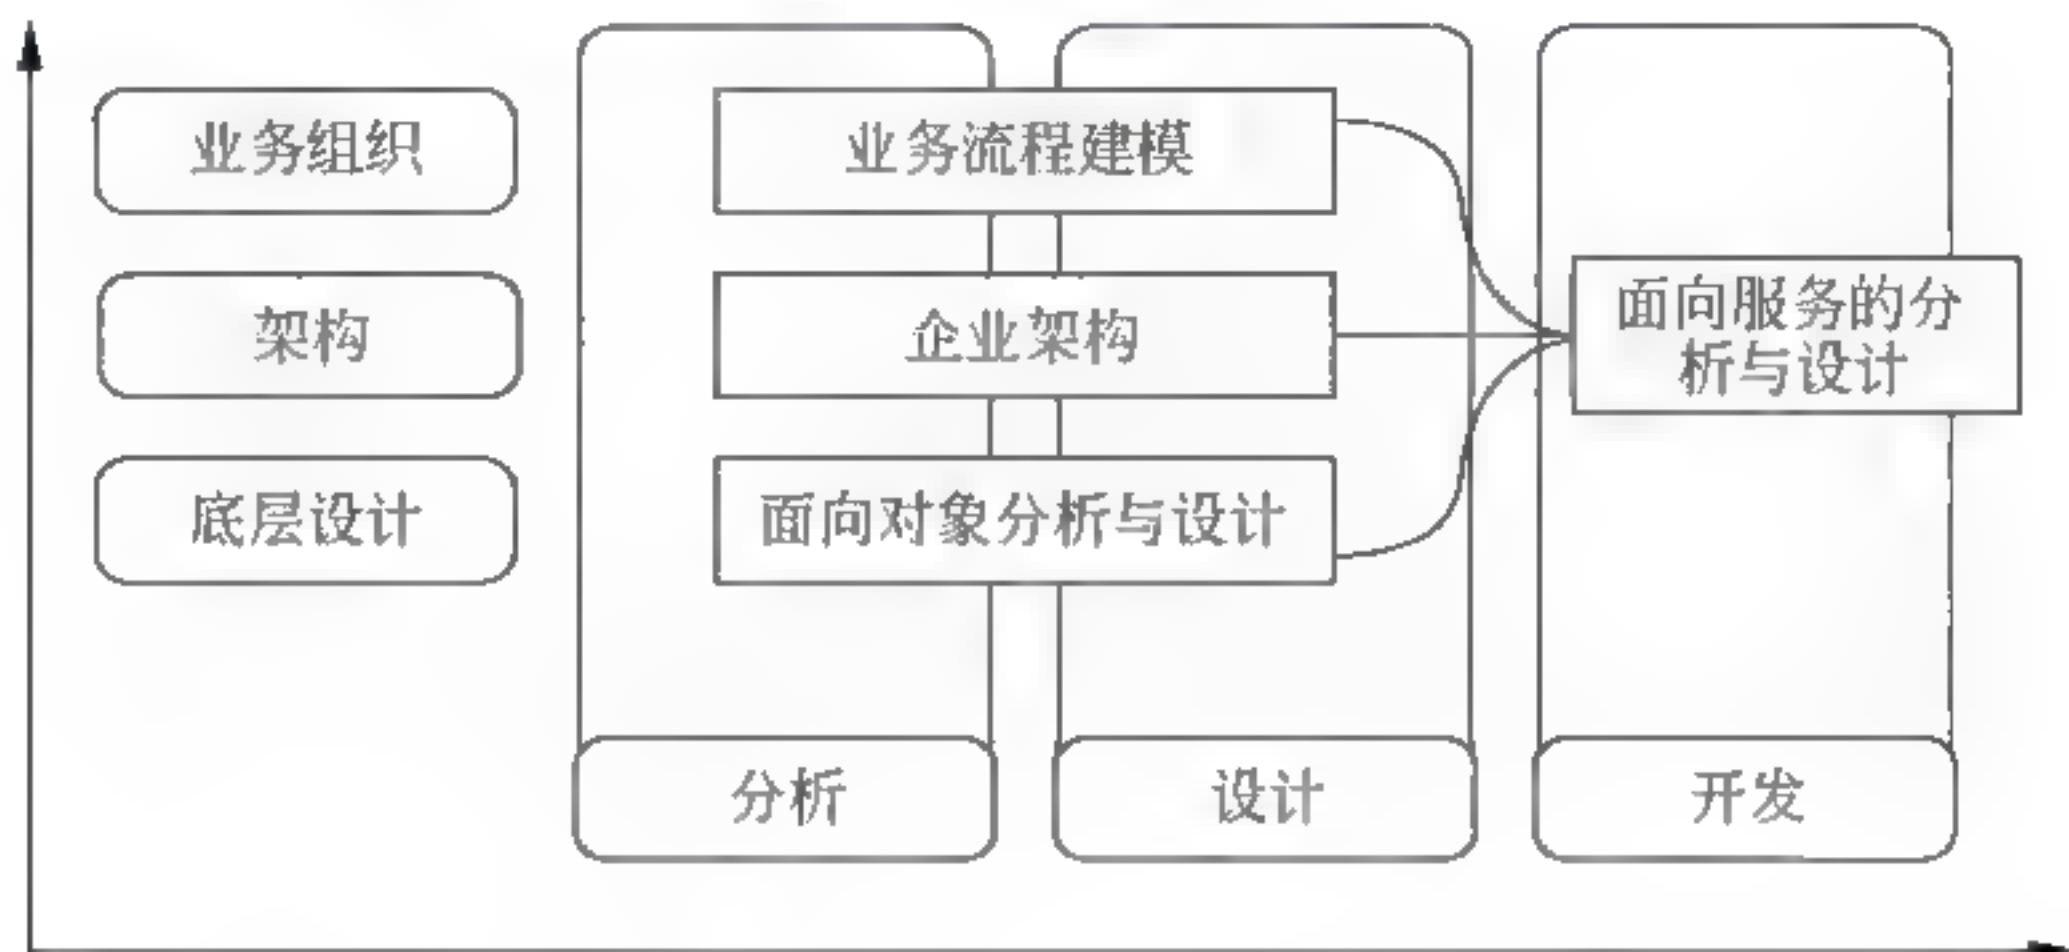 业务组织
业务流程建模
架构
企业架构
面向服务的分
析与设计
底层设计
面向对象分析与设计
分析
设计
开发